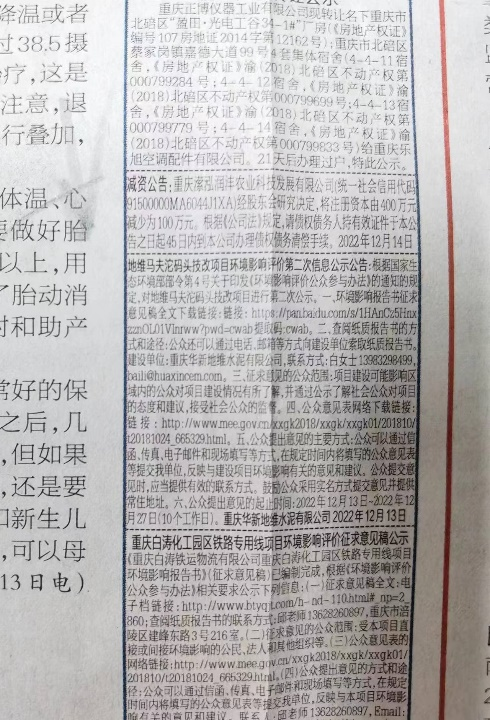 降温或者
过38.5摄
疗，这是
注意，退
行叠加，
体温、心
要做好胎
以上，用
了胎动消
时和助产
常好的保
之后，几
，但如果
，还是要
和新生儿
，可以母
13日电）
重庆正博仪器工业有限公司现转让名下重庆市
北碚区"盈田·光电工谷34-1#"厂房(《房地产权证》
编号107房地证2014字第12162号)；重庆市北碚区
蔡家岗镇嘉德大道99号4套集体宿舍(4-4-11宿
舍，《房地产权证》渝(2018)北碚区不动产权第
000799284号；4-4-12宿舍，《房地产权证》渝
(2018)北碚区不动产权第000799699号；4-4-13宿
舍，《房地产权证》渝(2018)北碚区不动产权第
000799779号；4-4-14宿舍，《房地产权证》渝
(2018)北碚区不动产权第000799833号)给重庆乐
旭空调配件有限公司。21天后办理过户，特此公示。
减资公告：重庆濠泓润沣农业科技发展有限公司(统一社会信用代码
91500000MA6044J1XA)经股东会研究决定，将注册资本由400万元
减少为100万元。根据《公司法》规定，请债权债务人持有效证件于本公
告之日起45日内到本公司办理债权债务清偿手续。2022年12月14日
地维马夫沱码头技改项目环境影响评价第二次信息公示公告：根据国家生
态环境部部令第4号关于印发《环境影响评价公众参与办法》的通知的规
定，对地维马夫沱码头技改项目进行第二次公示。一、环境影响报告书征求
意见稿全文下载链接：链接：https://pan.baidu.com/s/1HAnCz5Hnx
zznOL01VInrww?pwd=cwab提取码:cwab。二、查阅纸质报告书的方
式和途径：公众还可以通过电话、邮箱等方式向建设单位索取纸质报告书。
建设单位：重庆华新地维水泥有限公司，联系方式：白女士13983298499,
baili@huaxincem.com。三、征求意见的公众范围：项目建设可能影响区
域内的公众对项目建设情况有所了解，并通过公示了解社会公众对项目
的态度和建议，接受社会公众的监督。四、公众意见表网络下载链接：
链接：http://www.mee.gov.cn/xxgk2018/xxgk/xxgk01/201810/
t20181024_665329.html。五、公众提出意见的主要方式：公众可以通过信
函、传真、电子邮件和现场填写等方式，在规定时间内将填写的公众意见表
等提交我单位，反映与建设项目环境影响有关的意见和建议。公众提交意
见时，应当提供有效的联系方式。鼓励公众采用实名方式提交意见并提供
常住地址。六、公众提出意见的起止时间：2022年12月13日-2022年12
月27日(10个工作日)。重庆华新地维水泥有限公司 2022年12月13日
重庆白涛化工园区铁路专用线项目环境影响评价征求意见稿公示
《重庆白涛铁运物流有限公司重庆白涛化工园区铁路专用线项目
环境影响报告书》(征求意见稿)已编制完成，根据《环境影响评价
公众参与办法》相关要求公示下列信息：(一)征求意见稿全文：电
子档链接：http://www.btyqt.com/h-nd-110.html#_np=2_
860；查阅纸质报告书的联系方式：邱老师13628260897，重庆市涪
陵区建峰东路3号216室。(二)征求意见的公众范围：受本项目直
接或间接环境影响的公民、法人和其他组织等。(三)公众意见表的
网络链接：http://www.mee.gov.cn/xxgk2018/xxgk/xxgk01/
201810/t20181024_665329.html。(四)公众提出意见的方式和途
径：公众可以通过信函、传真、电子邮件和现场填写等方式，在规定
时间内将填写的公众意见表等提交我单位，反映与本项目环境影
响有关的意见和建议。联系人：邱老师13628260897, Email: